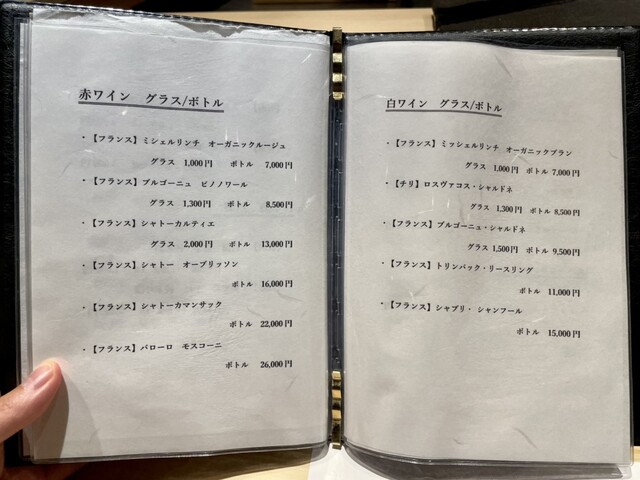 赤ワイン　グラス/ボトル
・【フランス】ミシェルリンチ　オーガニックルージュ
グラス　1,000円　ボトル　7,000円
・【フランス】ブルゴーニュ　ピノノワール
グラス　1,300円　ボトル　8,500円
・【フランス】シャトーカルティエ
グラス　2,000円　ボトル　13,000円
・【フランス】シャトー　オーブリッソン
ボトル　16,000円
・【フランス】シャトーカマンサック
ボトル　22,000円
・【フランス】バローロ　モスコーニ
ボトル　26,000円
白ワイン　グラス/ボトル
・【フランス】ミッシェルリンチ　オーガニックブラン
グラス　1,000円　ボトル 7,000円
・【チリ】ロスヴァコス・シャルドネ
グラス　1,300円　ボトル 8,500円
・【フランス】ブルゴーニュ・シャルドネ
グラス 1,500円　ボトル 9,500円
・【フランス】トリンバック・リースリング
ボトル　11,000円
・【フランス】シャブリ・ シャンフール
ボトル　15,000円